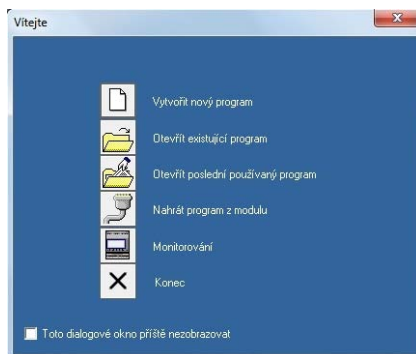 Vítejte
Vytvořit nový program
Otevřít existující program
Otevřít poslední používaný program
Nahrát program z modulu
Monitorování
Konec
Toto dialogové okno příště nezobrazovat